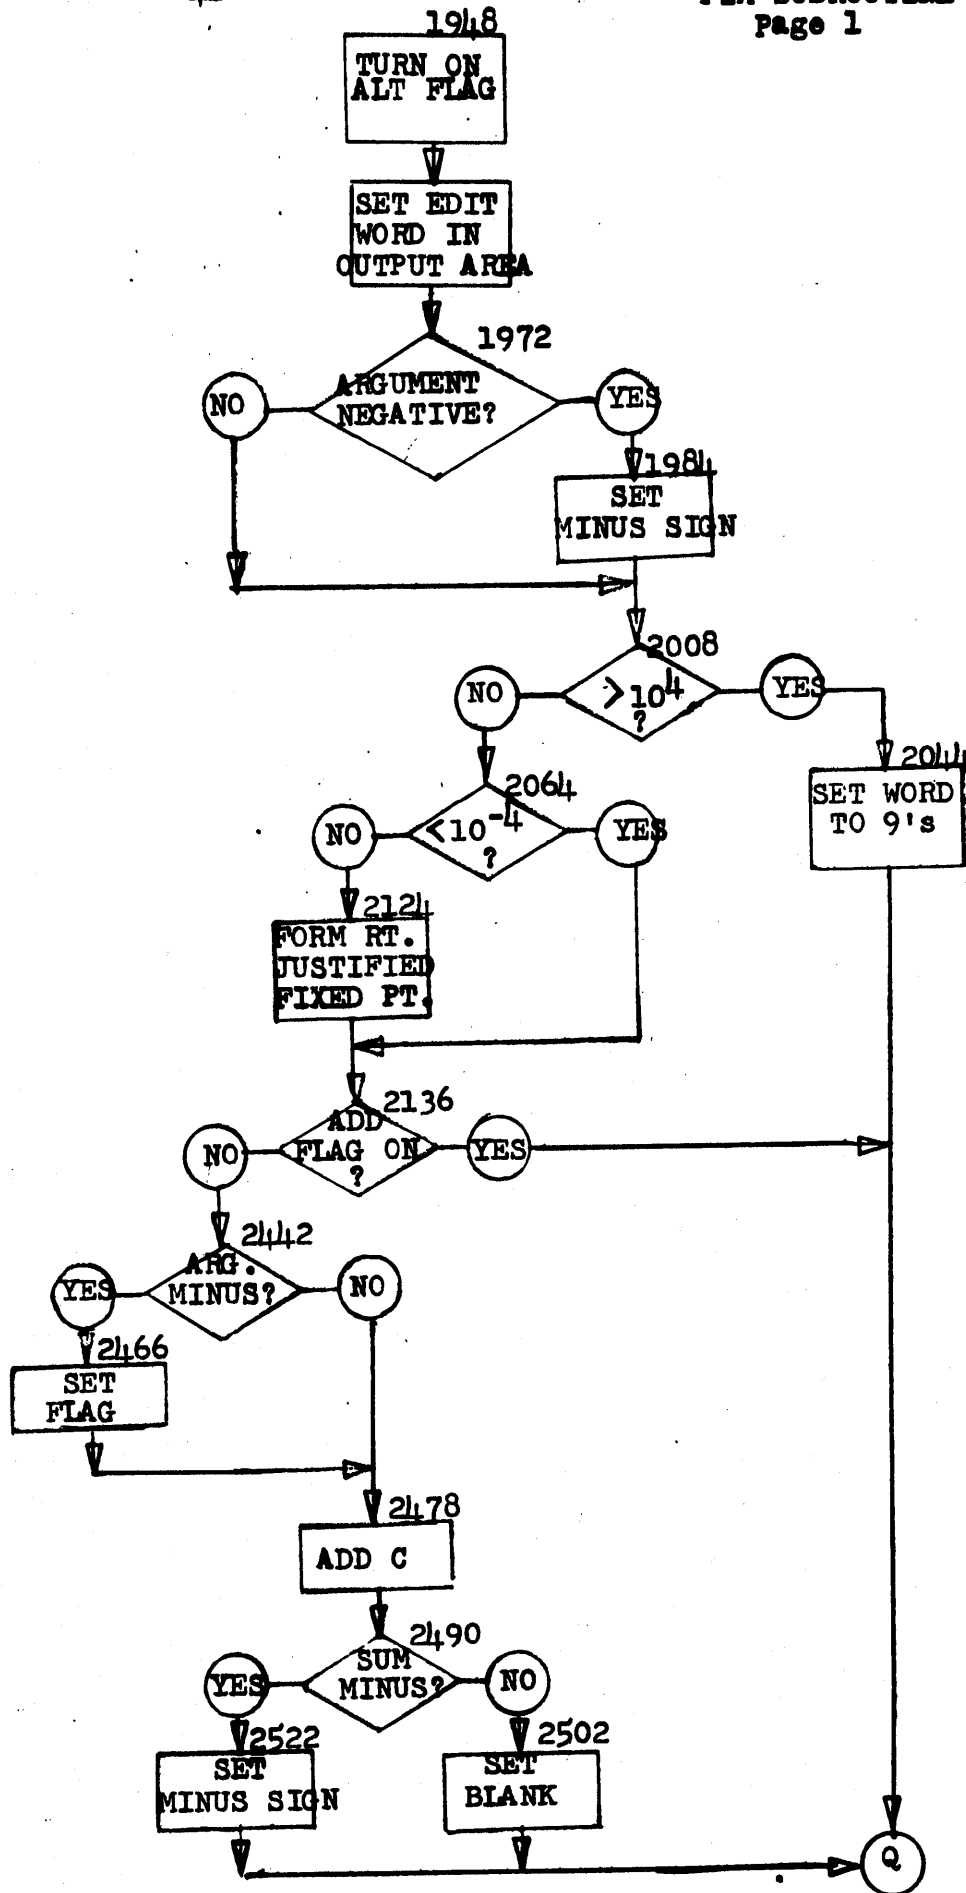 Page 1
1948
TURN ON
ALT FLAG
SET EDIT
WORD IN
OUTPUT AREA
1972
ARGUMENT
NEGATIVE?
NO
YES
1984
SET
MINUS SIGN
2008
> 10^4
?
NO
YES
2044
SET WORD
TO 9's
2064
< 10^-4
?
NO
YES
2124
FORM RT.
JUSTIFIED
FIXED PT.
2136
ADD
FLAG ON
?
NO
YES
2442
ARG.
MINUS?
YES
NO
2466
SET
FLAG
2478
ADD C
2490
SUM
MINUS?
YES
NO
2522
SET
MINUS SIGN
2502
SET
BLANK
Q